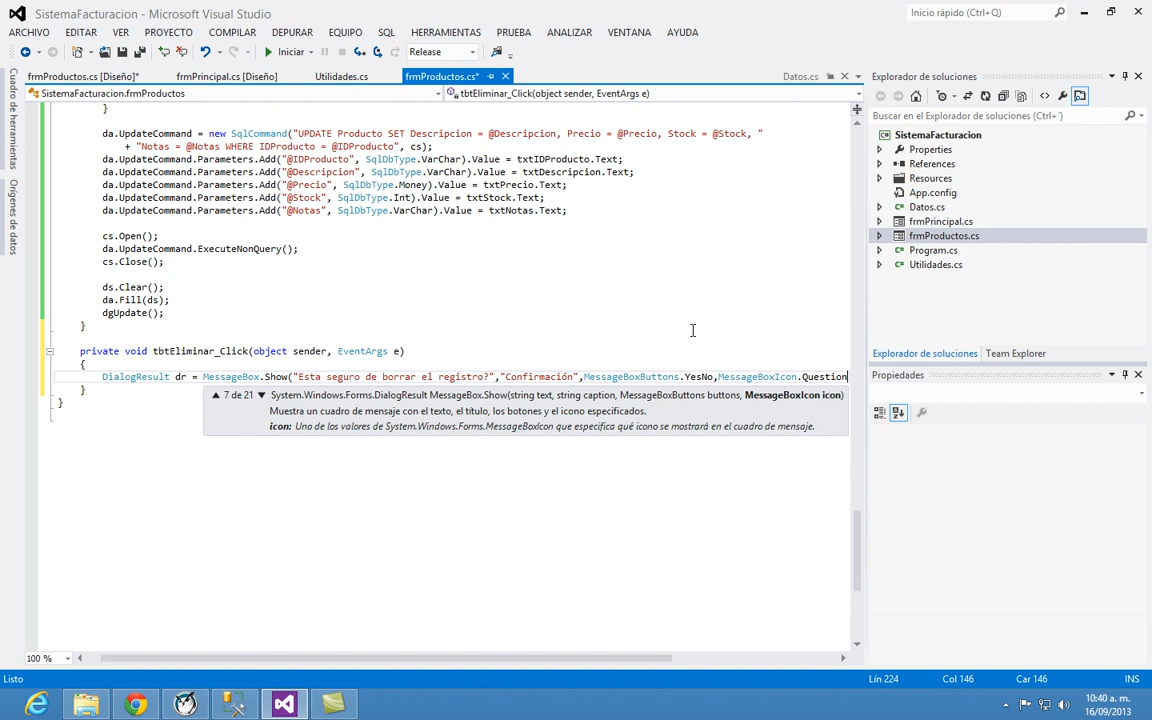 SistemaFacturacion - Microsoft Visual Studio
Inicio rápido (Ctrl+Q)
ARCHIVO EDITAR VER PROYECTO COMPILAR DEPURAR EQUIPO SQL HERRAMIENTAS PRUEBA ANALIZAR VENTANA AYUDA
Iniciar Release
frmProductos.cs [Diseño]* frmPrincipal.cs [Diseño] Utilidades.cs frmProductos.cs* Datos.cs
SistemaFacturacion.frmProductos tbtEliminar_Click(object sender, EventArgs e)
Cuadro de herramientas
Orígenes de datos
}
da.UpdateCommand = new SqlCommand("UPDATE Producto SET Descripcion = @Descripcion, Precio = @Precio, Stock = @Stock, "
+ "Notas = @Notas WHERE IDProducto = @IDProducto", cs);
da.UpdateCommand.Parameters.Add("@IDProducto", SqlDbType.VarChar).Value = txtIDProducto.Text;
da.UpdateCommand.Parameters.Add("@Descripcion", SqlDbType.VarChar).Value = txtDescripcion.Text;
da.UpdateCommand.Parameters.Add("@Precio", SqlDbType.Money).Value = txtPrecio.Text;
da.UpdateCommand.Parameters.Add("@Stock", SqlDbType.Int).Value = txtStock.Text;
da.UpdateCommand.Parameters.Add("@Notas", SqlDbType.VarChar).Value = txtNotas.Text;
cs.Open();
da.UpdateCommand.ExecuteNonQuery();
cs.Close();
ds.Clear();
da.Fill(ds);
dgUpdate();
}
private void tbtEliminar_Click(object sender, EventArgs e)
{
DialogResult dr = MessageBox.Show("Esta seguro de borrar el registro?","Confirmación",MessageBoxButtons.YesNo,MessageBoxIcon.Question
}
}
▲ 7 de 21 ▼ System.Windows.Forms.DialogResult MessageBox.Show(string text, string caption, MessageBoxButtons buttons, MessageBoxIcon icon)
Muestra un cuadro de mensaje con el texto, el título, los botones y el icono especificados.
icon: Uno de los valores de System.Windows.Forms.MessageBoxIcon que especifica qué icono se mostrará en el cuadro de mensaje.
Explorador de soluciones
Buscar en el Explorador de soluciones (Ctrl+´)
SistemaFacturacion
Properties
References
Resources
App.config
Datos.cs
frmPrincipal.cs
frmProductos.cs
Program.cs
Utilidades.cs
Explorador de soluciones Team Explorer
Propiedades
100 %
Listo Lín 224 Col 146 Car 146 INS
10:40 a. m.
16/09/2013